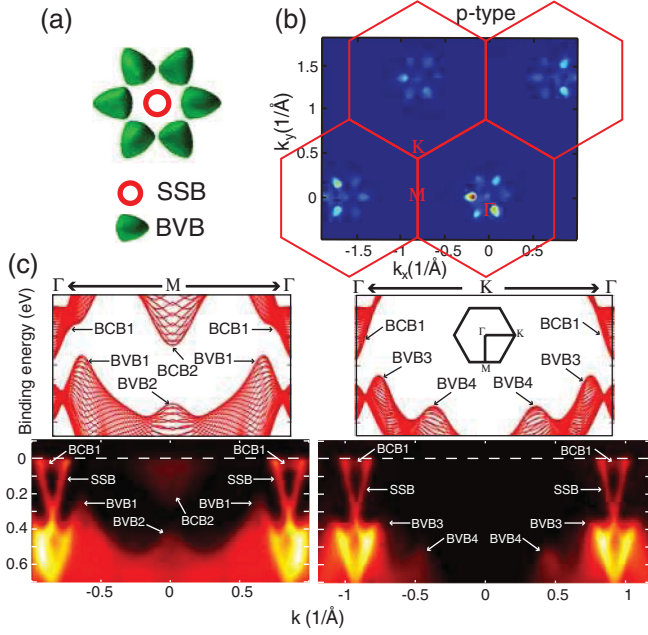 (a)
SSB
BVB
(b)
p-type
k_y(1/Å)
1.5
1
0.5
0
K
M
Γ
-1.5 -1 -0.5 0 0.5
k_x(1/Å)
(c)
Γ M Γ
Γ K Γ
Binding energy (eV)
BCB1 BCB1
BVB1 BVB1
BVB2 BCB2
BCB1 BCB1
BVB3 BVB3
BVB4 BVB4
Γ K
M
0
0.2
0.4
0.6
BCB1 BCB1
SSB SSB
BVB1 BVB1
BVB2 BCB2
-0.5 0 0.5
BCB1 BCB1
SSB SSB
BVB3 BVB3
BVB4 BVB4
-1 -0.5 0 0.5 1
k (1/Å)